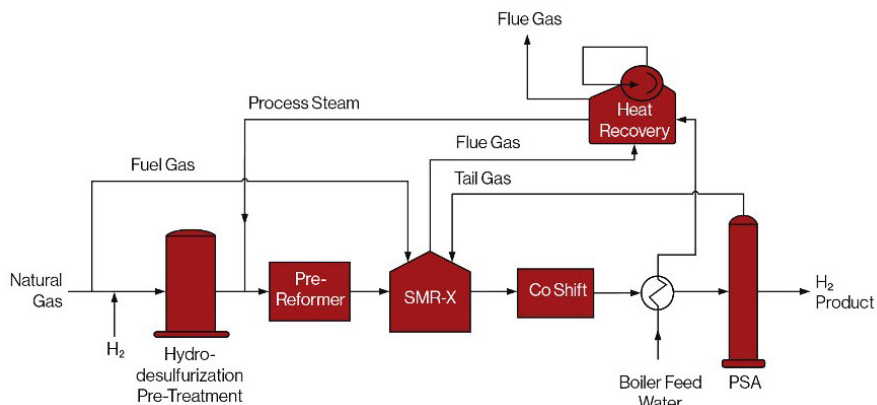 Flue Gas
Heat
Recovery
Process Steam
Flue Gas
Fuel Gas
Tail Gas
Natural
Gas
Pre-
Reformer
SMR-X
Co Shift
H₂
Product
H₂
Hydro-
desulfurization
Pre-Treatment
Boiler Feed
Water
PSA